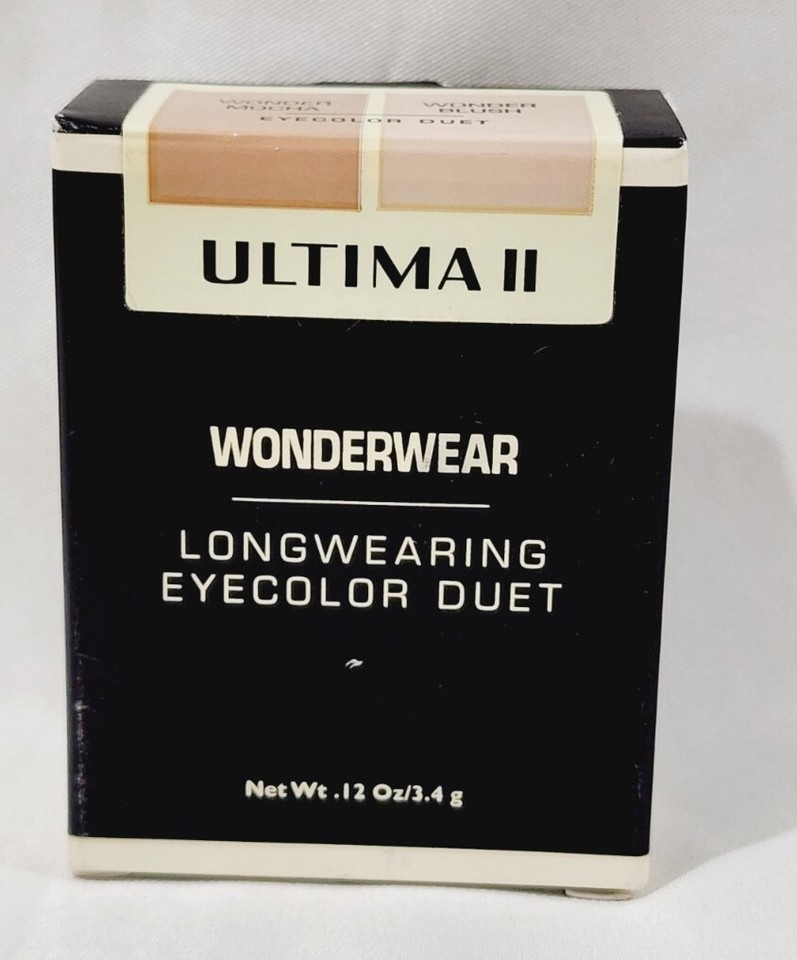 WONDER MOCHA
WONDER BLUSH
EYECOLOR DUET
ULTIMA II
WONDERWEAR
LONGWEARING
EYECOLOR DUET
Net Wt .12 Oz/3.4 g